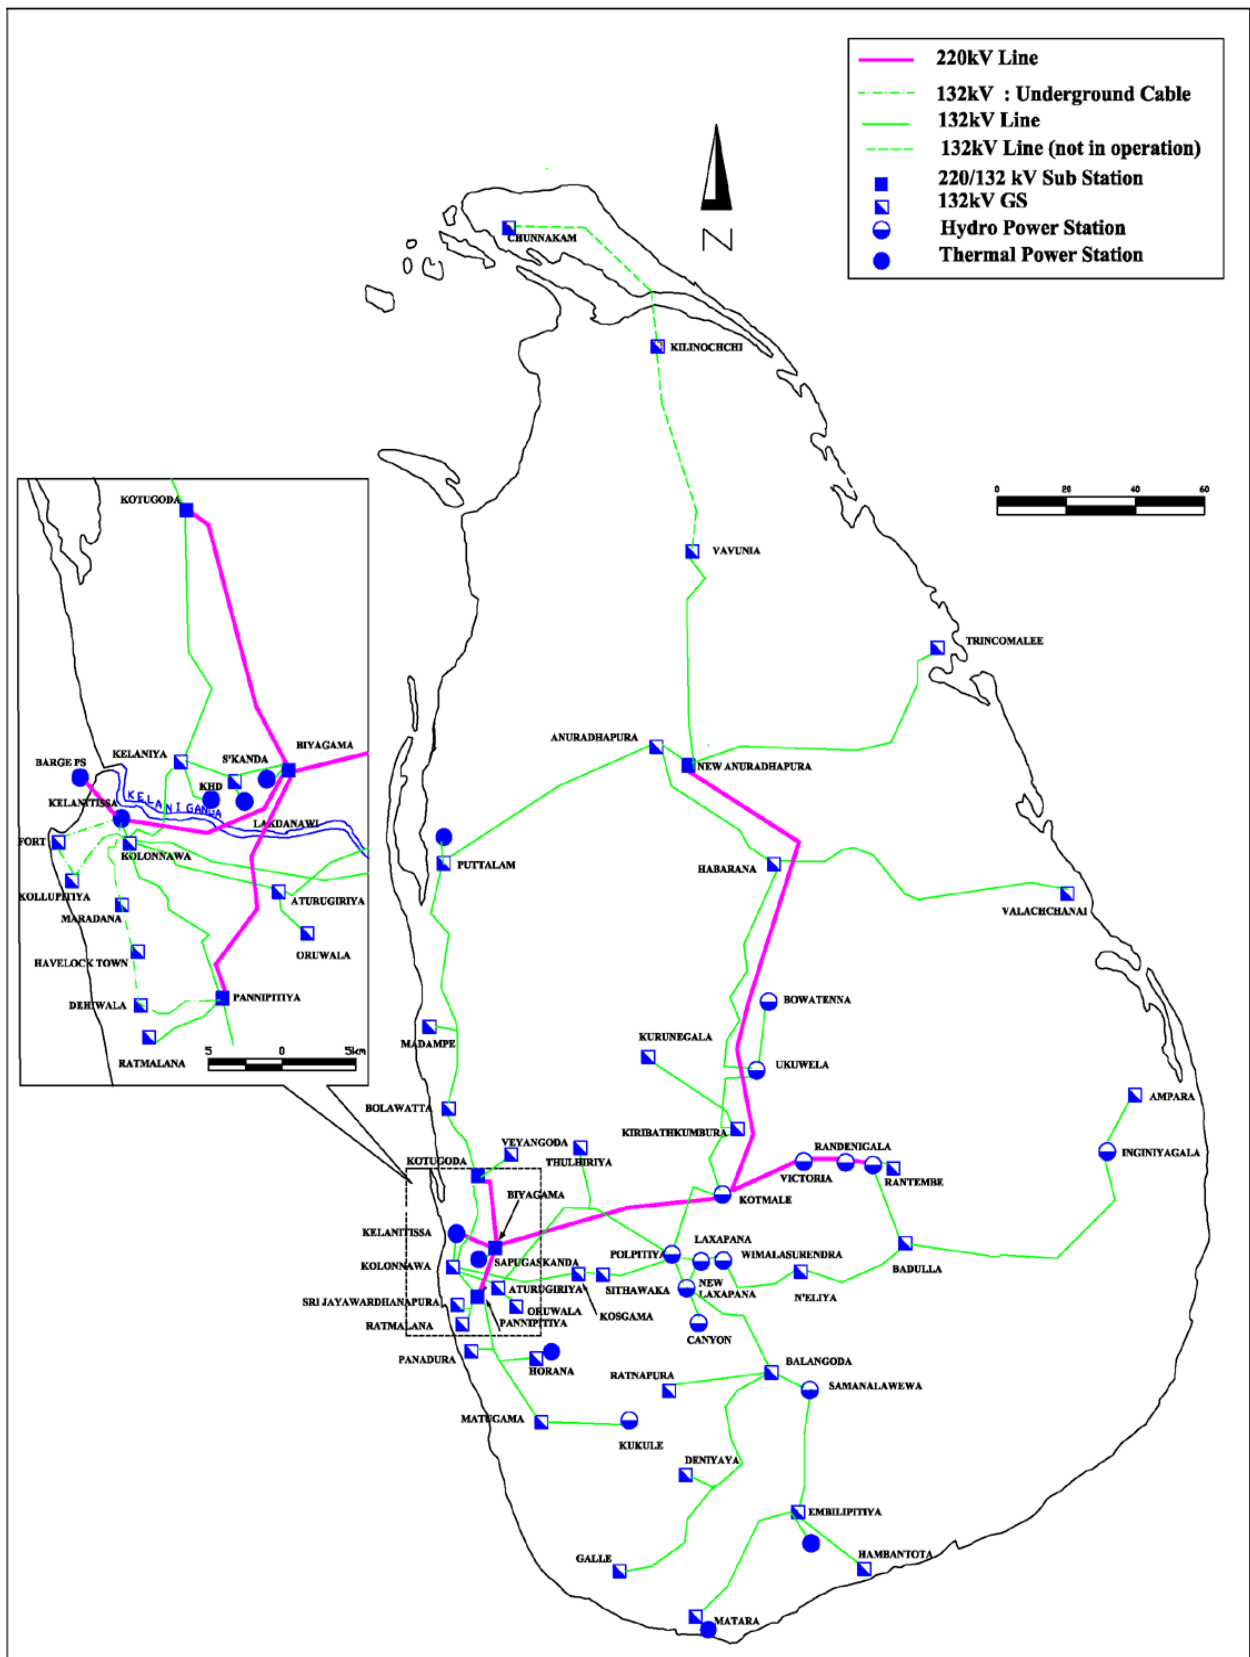 220kV Line
132kV : Underground Cable
132kV Line
132kV Line (not in operation)
220/132 kV Sub Station
132kV GS
Hydro Power Station
Thermal Power Station
N
CHUNNAKAM
KILINOCHCHI
0 20 40 60
VAVUNIA
TRINCOMALEE
ANURADHAPURA
NEW ANURADHAPURA
PUTTALAM
HABARANA
VALACHCHANAI
BOWATENNA
MADAMPE
KURUNEGALA
UKUWELA
AMPARA
BOLAWATTA
KIRIBATHKUMBURA
VEYANGODA
THULHIRIYA
RANDENIGALA
INGINIYAGALA
KOTUGODA
VICTORIA
RANTEMBE
BIYAGAMA
KOTMALE
KELANITISSA
LAXAPANA
POLPITIYA
WIMALASURENDRA
KOLONNAWA
SAPUGASKANDA
BADULLA
ATURUGIRIYA
SITHAWAKA
NEW
LAXAPANA
N'ELIYA
SRI JAYAWARDHANAPURA
ORUWALA
KOSGAMA
RATMALANA
PANNIPITIYA
CANYON
PANADURA
HORANA
RATNAPURA
BALANGODA
SAMANALAWEWA
MATUGAMA
KUKULE
DENIYAYA
EMBILIPITIYA
GALLE
HAMBANTOTA
MATARA
KOTUGODA
BIYAGAMA
KELANIYA
S'KANDA
BARGE PS
KHD
KELANITISSA
KELANI GANGA
LAKDANAWI
FORT
KOLONNAWA
KOLLUPITIYA
ATURUGIRIYA
MARADANA
ORUWALA
HAVELOCK TOWN
DEHIWALA
PANNIPITIYA
RATMALANA
5 0 5km